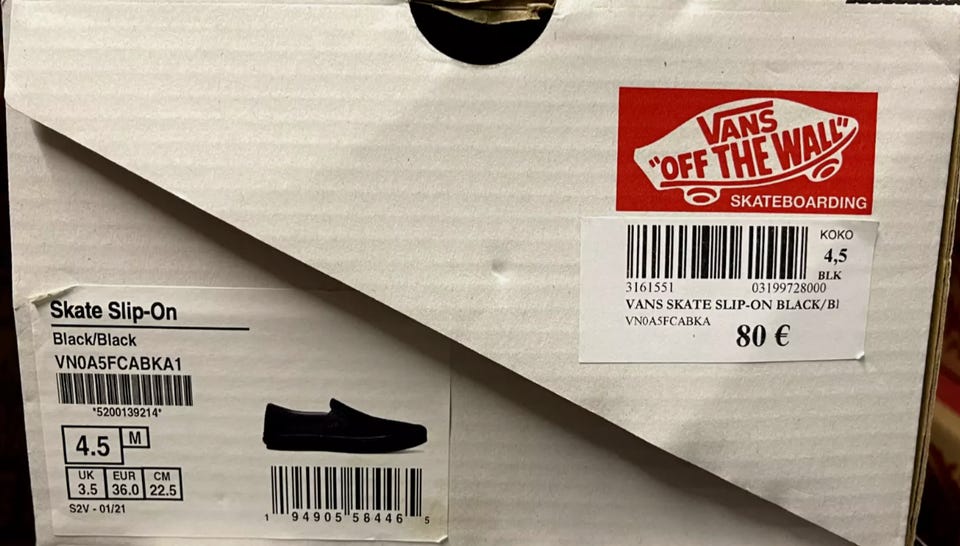 VANS
"OFF THE WALL"
SKATEBOARDING
KOKO
4,5
BLK
3161551 03199728000
VANS SKATE SLIP-ON BLACK/Bl
VN0A5FCABKA
80 €
Skate Slip-On
Black/Black
VN0A5FCABKA1
*5200139214*
4.5 M
UK EUR CM
3.5 36.0 22.5
S2V - 01/21
1 94905 58446 5